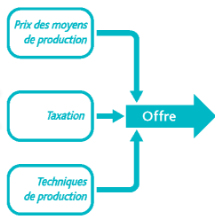 Prix des moyens
de production
Taxation
Offre
Techniques
de production